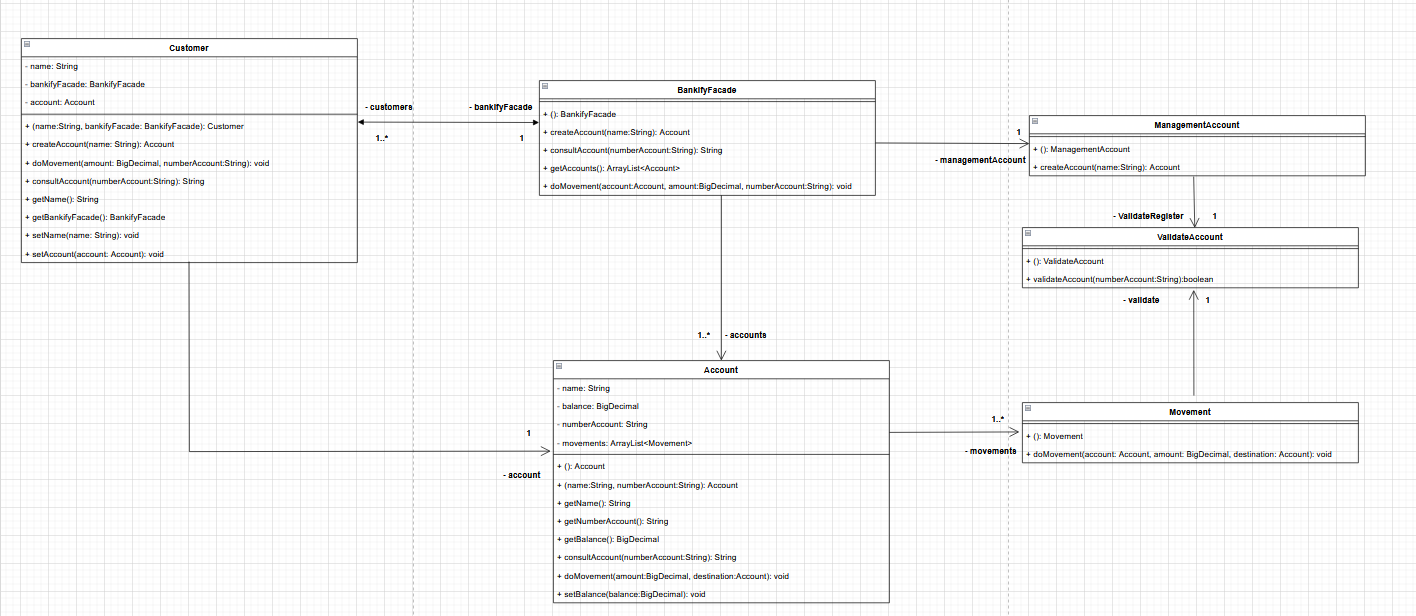 Customer
- name: String
- bankifyFacade: BankifyFacade
- account: Account
+ (name:String, bankifyFacade: BankifyFacade): Customer
+ createAccount(name: String): Account
+ doMovement(amount: BigDecimal, numberAccount:String): void
+ consultAccount(numberAccount:String): String
+ getName(): String
+ getBankifyFacade(): BankifyFacade
+ setName(name: String): void
+ setAccount(account: Account): void
- customers
1..*
- bankifyFacade
1
BankifyFacade
+ (): BankifyFacade
+ createAccount(name:String): Account
+ consultAccount(numberAccount:String): String
+ getAccounts(): ArrayList<Account>
+ doMovement(account:Account, amount:BigDecimal, numberAccount:String): void
1
- managementAccount
ManagementAccount
+ (): ManagementAccount
+ createAccount(name:String): Account
- ValidateRegister
1
ValidateAccount
+ (): ValidateAccount
+ validateAccount(numberAccount:String):boolean
- validate
1
1..*
- accounts
Account
- name: String
- balance: BigDecimal
- numberAccount: String
- movements: ArrayList<Movement>
+ (): Account
+ (name:String, numberAccount:String): Account
+ getName(): String
+ getNumberAccount(): String
+ getBalance(): BigDecimal
+ consultAccount(numberAccount:String): String
+ doMovement(amount:BigDecimal, destination:Account): void
+ setBalance(balance:BigDecimal): void
1
- account
1..*
- movements
Movement
+ (): Movement
+ doMovement(account: Account, amount: BigDecimal, destination: Account): void